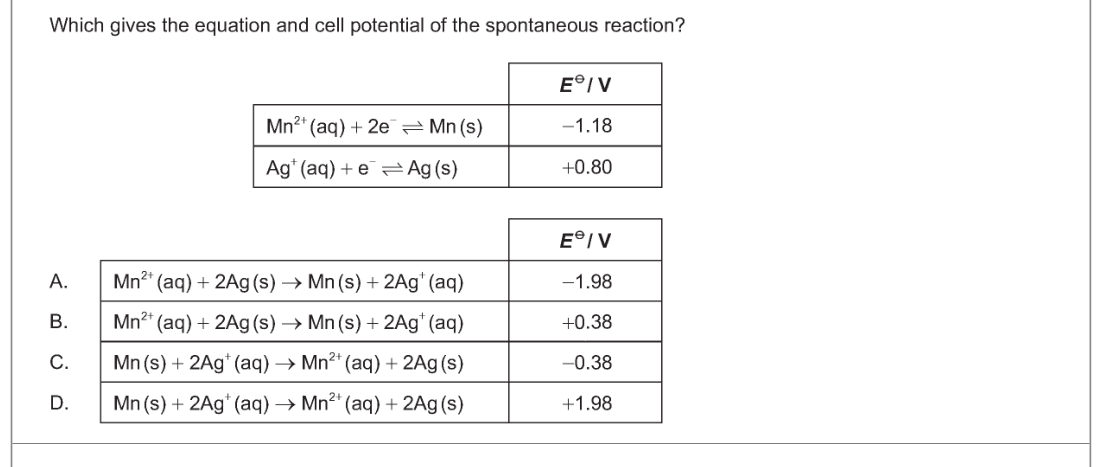 Which gives the equation and cell potential of the spontaneous reaction?
E⦵ / V
Mn²⁺ (aq) + 2e⁻ ⇌ Mn (s) −1.18
Ag⁺ (aq) + e⁻ ⇌ Ag (s) +0.80
E⦵ / V
A. Mn²⁺ (aq) + 2Ag (s) → Mn (s) + 2Ag⁺ (aq) −1.98
B. Mn²⁺ (aq) + 2Ag (s) → Mn (s) + 2Ag⁺ (aq) +0.38
C. Mn (s) + 2Ag⁺ (aq) → Mn²⁺ (aq) + 2Ag (s) −0.38
D. Mn (s) + 2Ag⁺ (aq) → Mn²⁺ (aq) + 2Ag (s) +1.98